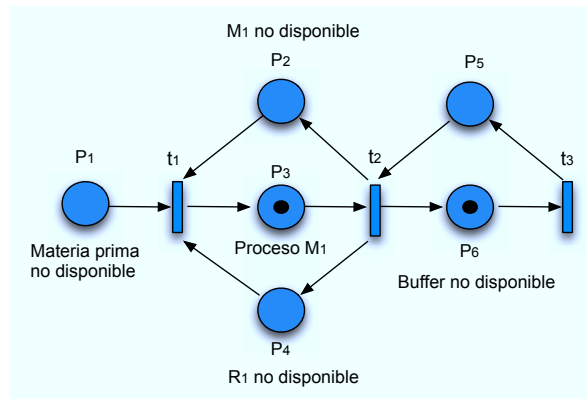 M1 no disponible
P2
P5
P1
t1
t2
t3
P3
Materia prima
no disponible
Proceso M1
P6
Buffer no disponible
P4
R1 no disponible